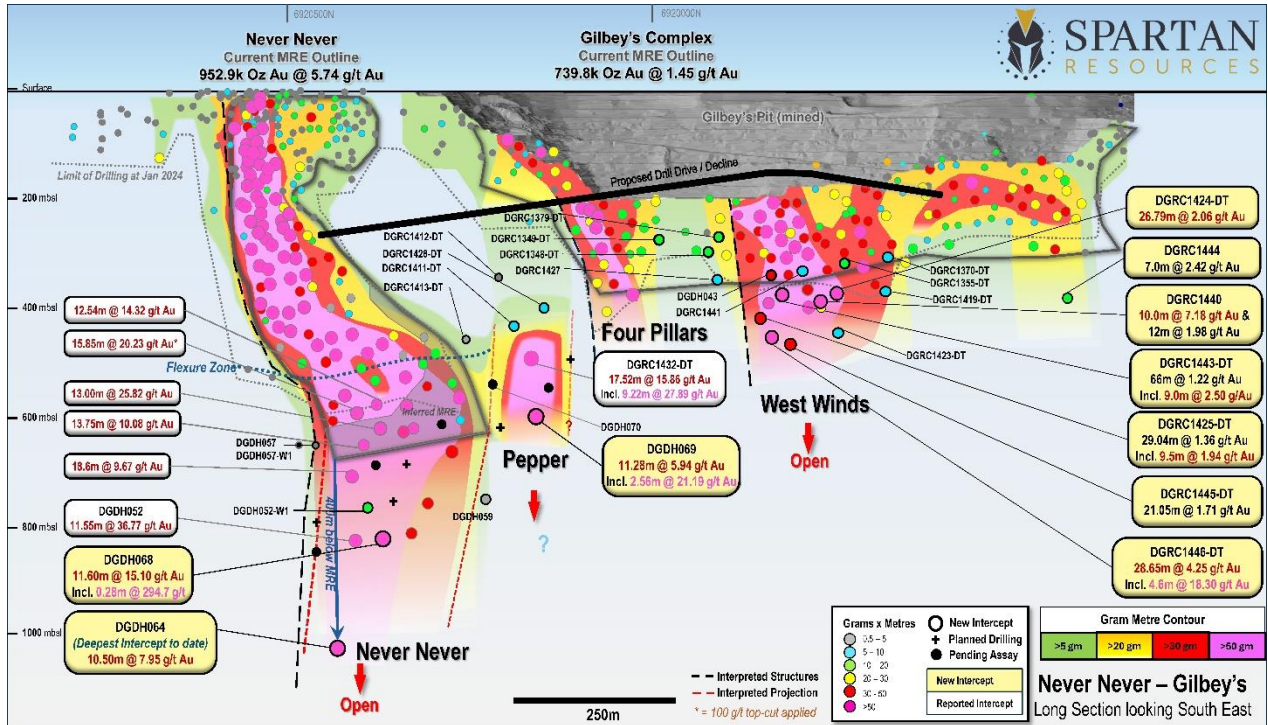 6920500N
6920000N
Never Never
Current MRE Outline
952.9k Oz Au @ 5.74 g/t Au
Gilbey's Complex
Current MRE Outline
739.8k Oz Au @ 1.45 g/t Au
SPARTAN
RESOURCES
Surface
Gilbey's Pit (mined)
Limit of Drilling at Jan 2024
Proposed Drill Drive / Decline
200 mbsl
400 mbsl
600 mbsl
800 mbsl
1000 mbsl
DGRC1412-DT
DGRC1428-DT
DGRC1411-DT
DGRC1413-DT
DGRC1379-DT
DGRC1349-DT
DGRC1348-DT
DGRC1427
DGDH043
DGRC1441
DGRC1370-DT
DGRC1355-DT
DGRC1419-DT
DGRC1423-DT
DGRC1424-DT
26.79m @ 2.06 g/t Au
DGRC1444
7.0m @ 2.42 g/t Au
DGRC1440
10.0m @ 7.18 g/t Au &
12m @ 1.98 g/t Au
DGRC1443-DT
66m @ 1.22 g/t Au
Incl. 9.0m @ 2.50 g/Au
DGRC1425-DT
29.04m @ 1.36 g/t Au
Incl. 9.5m @ 1.94 g/t Au
DGRC1445-DT
21.05m @ 1.71 g/t Au
DGRC1446-DT
28.65m @ 4.25 g/t Au
Incl. 4.6m @ 18.30 g/t Au
12.54m @ 14.32 g/t Au
15.85m @ 20.23 g/t Au*
Flexure Zone
13.00m @ 25.82 g/t Au
13.75m @ 10.08 g/t Au
Inferred MRE
DGDH057
DGDH057-W1
18.6m @ 9.67 g/t Au
DGDH052
11.55m @ 36.77 g/t Au
DGDH052-W1
DGDH059
400m below MRE
DGDH068
11.60m @ 15.10 g/t Au
Incl. 0.28m @ 294.7 g/t
DGDH064
(Deepest Intercept to date)
10.50m @ 7.95 g/t Au
Never Never
Open
Four Pillars
DGRC1432-DT
17.52m @ 15.86 g/t Au
Incl. 9.22m @ 27.89 g/t Au
DGDH070
?
Pepper
?
DGDH069
11.28m @ 5.94 g/t Au
Incl. 2.56m @ 21.19 g/t Au
West Winds
Open
Interpreted Structures
Interpreted Projection
* = 100 g/t top-cut applied
250m
Grams x Metres
0.5 – 5
5 – 10
10 – 20
20 – 30
30 – 50
>50
New Intercept
Planned Drilling
Pending Assay
New Intercept
Reported Intercept
Gram Metre Contour
>5 gm
>20 gm
>30 gm
>50 gm
Never Never – Gilbey's
Long Section looking South East